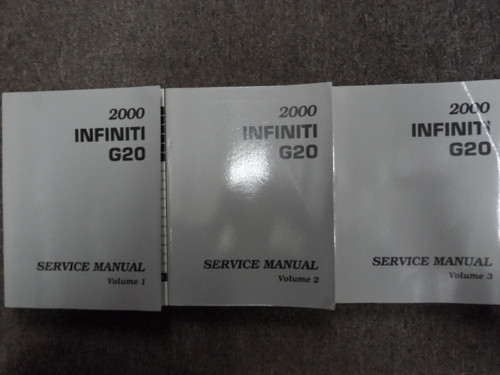 2000
INFINITI
G20
SERVICE MANUAL
Volume 1
2000
INFINITI
G20
SERVICE MANUAL
Volume 2
2000
INFINITI
G20
SERVICE MANUAL
Volume 3